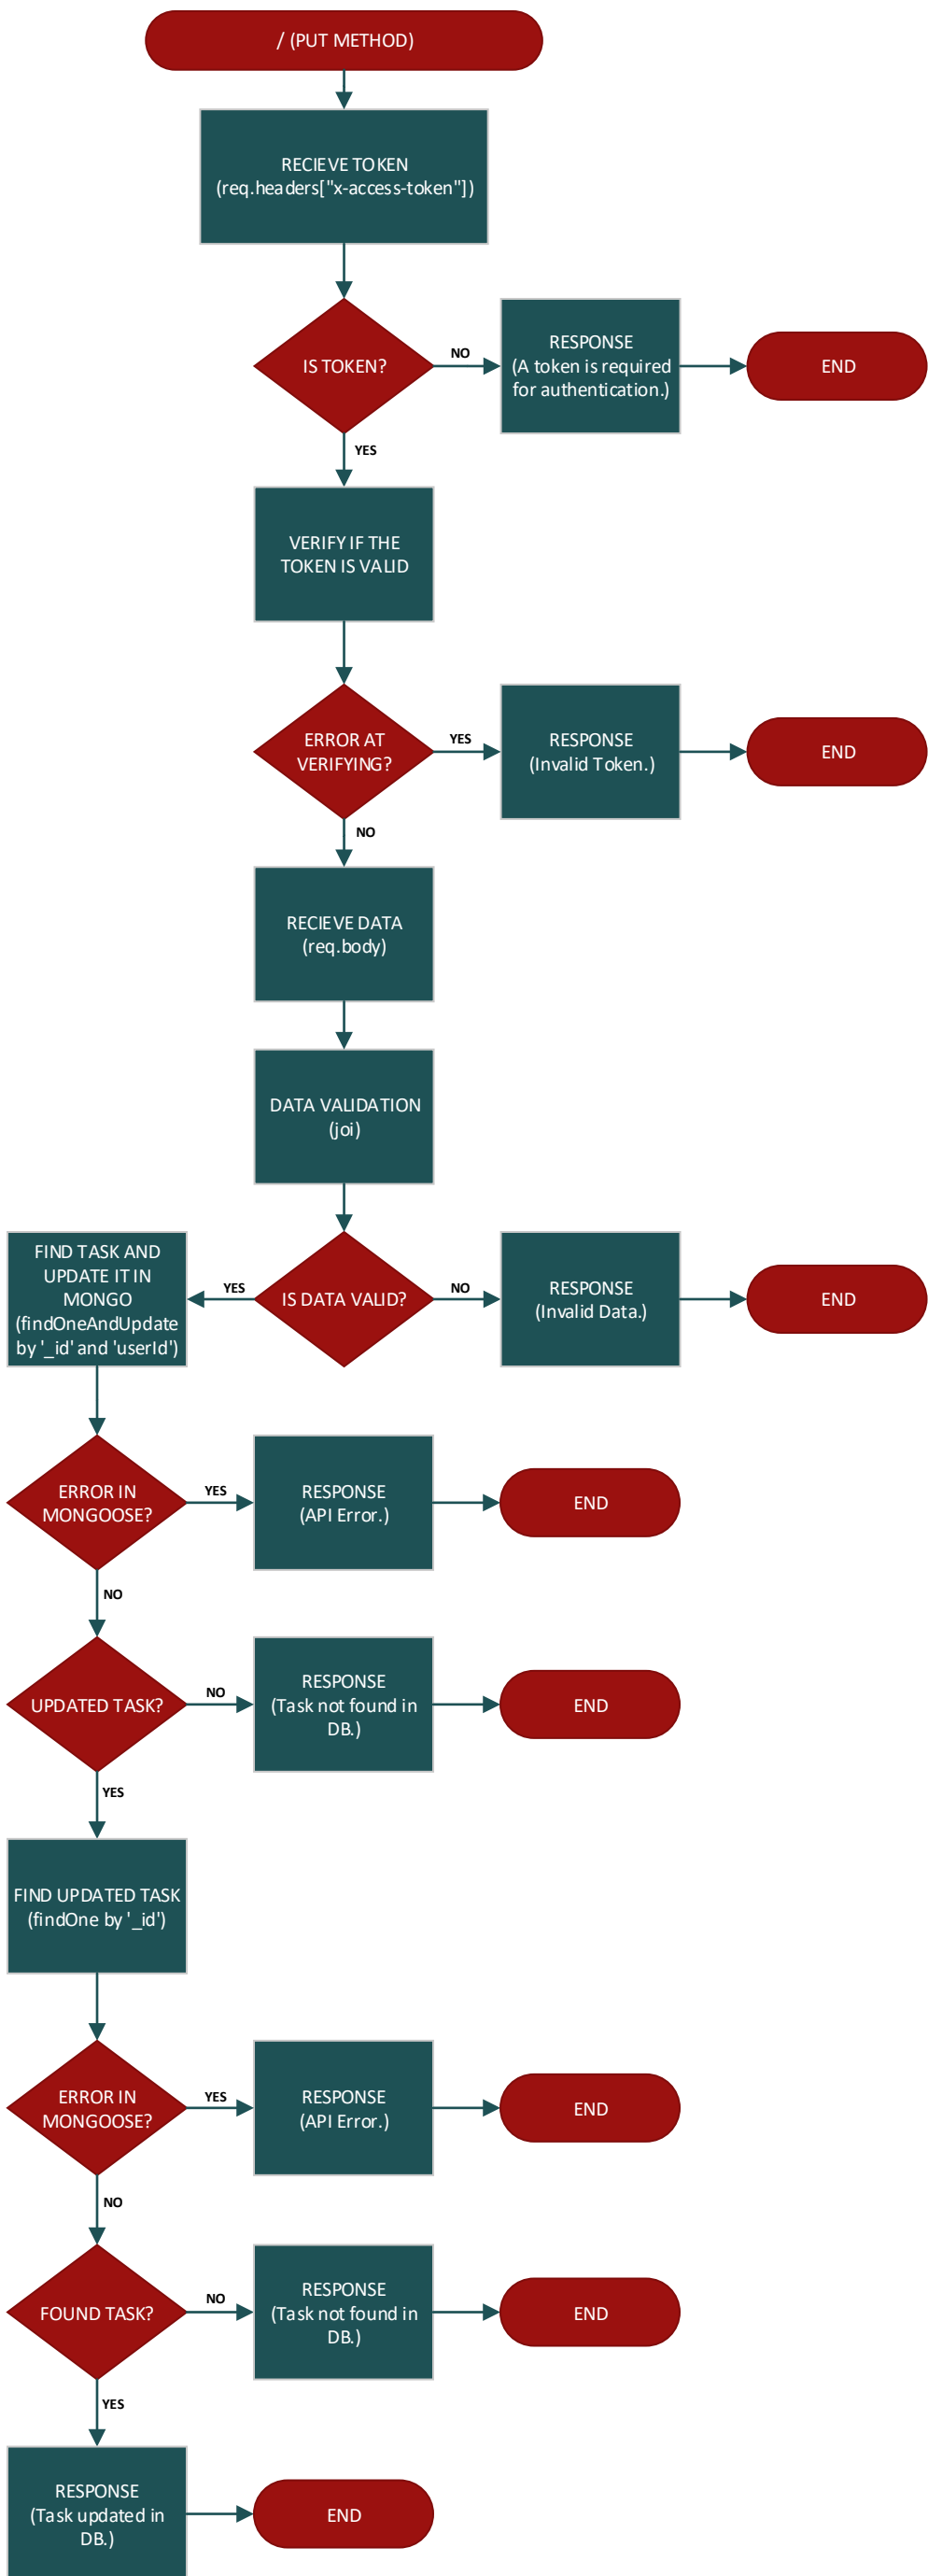 / (PUT METHOD)
RECIEVE TOKEN
(req.headers["x-access-token"])
IS TOKEN?
NO
RESPONSE
(A token is required
for authentication.)
END
YES
VERIFY IF THE
TOKEN IS VALID
ERROR AT
VERIFYING?
YES
RESPONSE
(Invalid Token.)
END
NO
RECIEVE DATA
(req.body)
DATA VALIDATION
(joi)
IS DATA VALID?
NO
RESPONSE
(Invalid Data.)
END
YES
FIND TASK AND
UPDATE IT IN
MONGO
(findOneAndUpdate
by '_id' and 'userId')
ERROR IN
MONGOOSE?
YES
RESPONSE
(API Error.)
END
NO
UPDATED TASK?
NO
RESPONSE
(Task not found in
DB.)
END
YES
FIND UPDATED TASK
(findOne by '_id')
ERROR IN
MONGOOSE?
YES
RESPONSE
(API Error.)
END
NO
FOUND TASK?
NO
RESPONSE
(Task not found in
DB.)
END
YES
RESPONSE
(Task updated in
DB.)
END